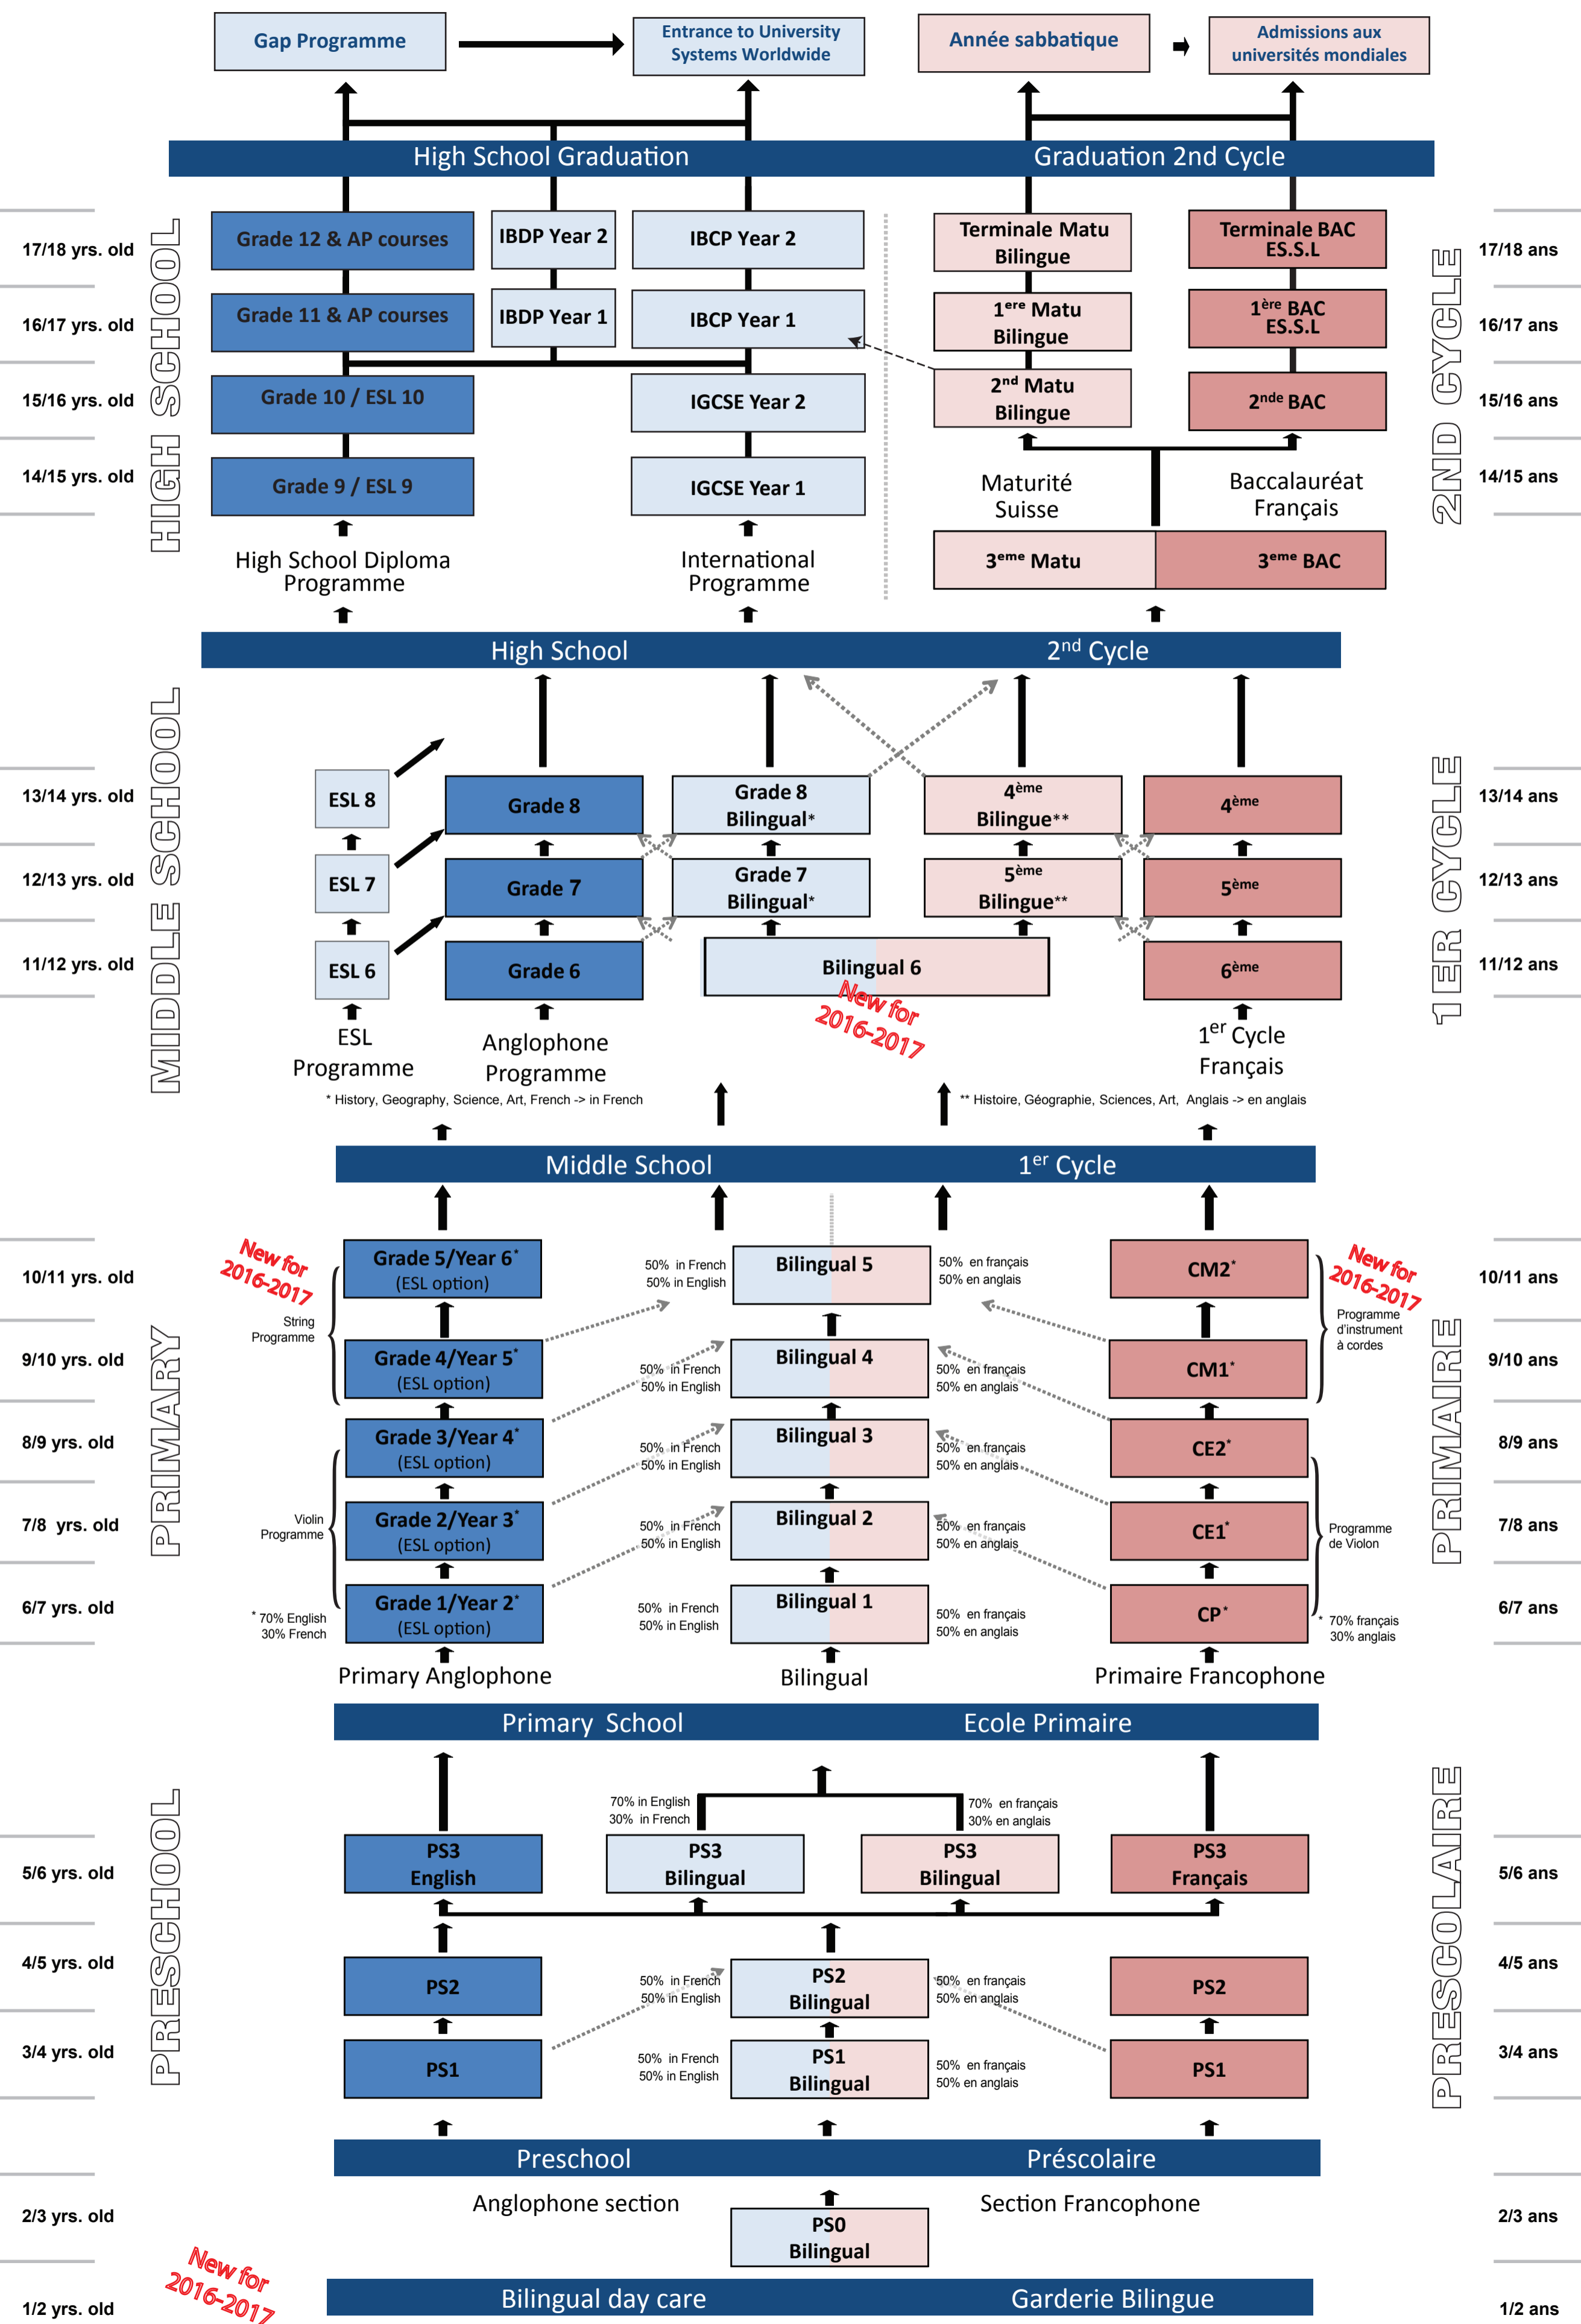 Gap Programme
Entrance to University
Systems Worldwide
Année sabbatique
Admissions aux
universités mondiales
High School Graduation
Graduation 2nd Cycle
HIGH SCHOOL
2ND CYCLE
17/18 yrs. old
Grade 12 & AP courses
IBDP Year 2
IBCP Year 2
Terminale Matu
Bilingue
Terminale BAC
ES.S.L
17/18 ans
16/17 yrs. old
Grade 11 & AP courses
IBDP Year 1
IBCP Year 1
1ere Matu
Bilingue
1ère BAC
ES.S.L
16/17 ans
15/16 yrs. old
Grade 10 / ESL 10
IGCSE Year 2
2nd Matu
Bilingue
2nde BAC
15/16 ans
14/15 yrs. old
Grade 9 / ESL 9
IGCSE Year 1
Maturité
Suisse
Baccalauréat
Français
14/15 ans
High School Diploma
Programme
International
Programme
3eme Matu
3eme BAC
High School
2nd Cycle
MIDDLE SCHOOL
1 ER CYCLE
13/14 yrs. old
ESL 8
Grade 8
Grade 8
Bilingual*
4ème
Bilingue**
4ème
13/14 ans
12/13 yrs. old
ESL 7
Grade 7
Grade 7
Bilingual*
5ème
Bilingue**
5ème
12/13 ans
11/12 yrs. old
ESL 6
Grade 6
Bilingual 6
6ème
11/12 ans
New for
2016-2017
ESL
Programme
Anglophone
Programme
1er Cycle
Français
* History, Geography, Science, Art, French -> in French
** Histoire, Géographie, Sciences, Art, Anglais -> en anglais
Middle School
1er Cycle
PRIMARY
PRIMAIRE
New for
2016-2017
New for
2016-2017
10/11 yrs. old
Grade 5/Year 6*
(ESL option)
50% in French
50% in English
Bilingual 5
50% en français
50% en anglais
CM2*
10/11 ans
String
Programme
Programme
d'instrument
à cordes
9/10 yrs. old
Grade 4/Year 5*
(ESL option)
50% in French
50% in English
Bilingual 4
50% en français
50% en anglais
CM1*
9/10 ans
8/9 yrs. old
Grade 3/Year 4*
(ESL option)
50% in French
50% in English
Bilingual 3
50% en français
50% en anglais
CE2*
8/9 ans
7/8 yrs. old
Violin
Programme
Grade 2/Year 3*
(ESL option)
50% in French
50% in English
Bilingual 2
50% en français
50% en anglais
CE1*
Programme
de Violon
7/8 ans
6/7 yrs. old
* 70% English
30% French
Grade 1/Year 2*
(ESL option)
50% in French
50% in English
Bilingual 1
50% en français
50% en anglais
CP*
* 70% français
30% anglais
6/7 ans
Primary Anglophone
Bilingual
Primaire Francophone
Primary School
Ecole Primaire
PRESCHOOL
PRESCOLAIRE
70% in English
30% in French
70% en français
30% en anglais
5/6 yrs. old
PS3
English
PS3
Bilingual
PS3
Bilingual
PS3
Français
5/6 ans
4/5 yrs. old
PS2
50% in French
50% in English
PS2
Bilingual
50% en français
50% en anglais
PS2
4/5 ans
3/4 yrs. old
PS1
50% in French
50% in English
PS1
Bilingual
50% en français
50% en anglais
PS1
3/4 ans
Preschool
Préscolaire
Anglophone section
Section Francophone
2/3 yrs. old
PS0
Bilingual
2/3 ans
New for
2016-2017
Bilingual day care
Garderie Bilingue
1/2 yrs. old
1/2 ans